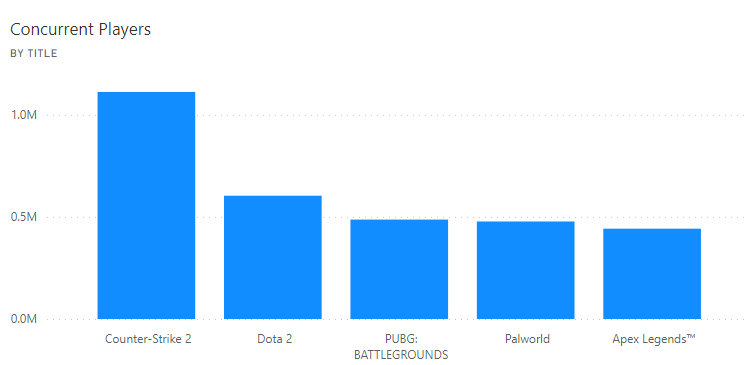 Concurrent Players
BY TITLE
1.0M
0.5M
0.0M
Counter-Strike 2
Dota 2
PUBG:
BATTLEGROUNDS
Palworld
Apex Legends™